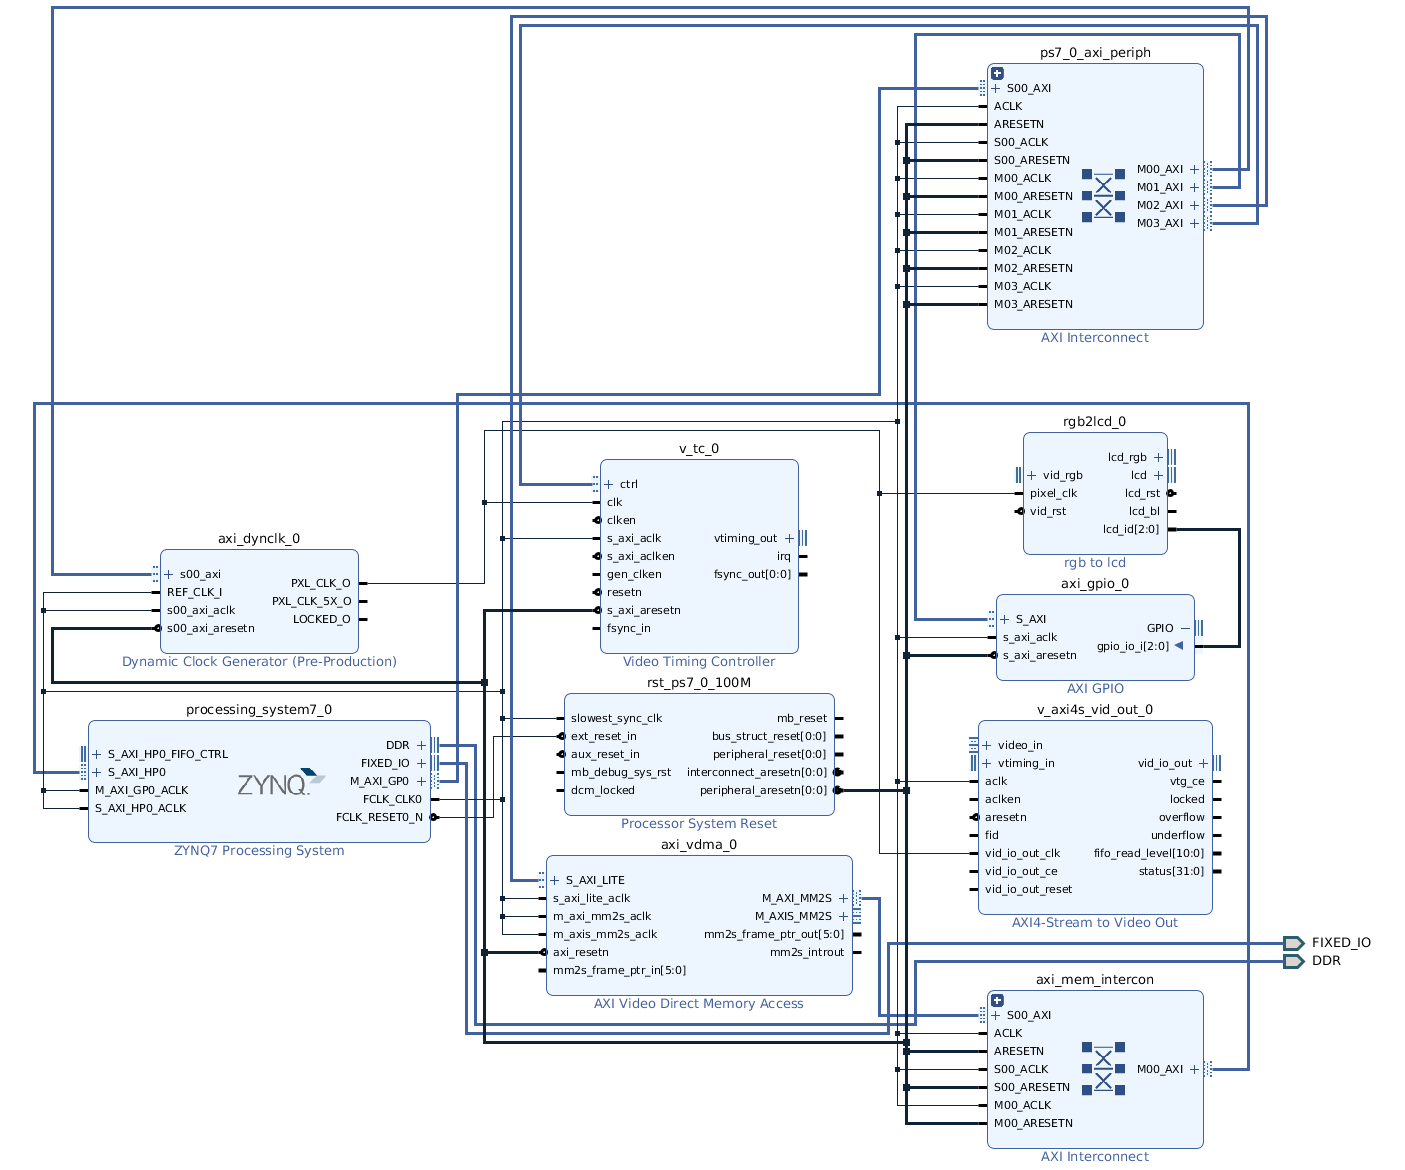 ps7_0_axi_periph
S00_AXI
ACLK
ARESETN
S00_ACLK
S00_ARESETN
M00_ACLK
M00_ARESETN
M01_ACLK
M01_ARESETN
M02_ACLK
M02_ARESETN
M03_ACLK
M03_ARESETN
M00_AXI
M01_AXI
M02_AXI
M03_AXI
AXI Interconnect
rgb2lcd_0
vid_rgb
pixel_clk
vid_rst
lcd_rgb
lcd
lcd_rst
lcd_bl
lcd_id[2:0]
rgb to lcd
v_tc_0
ctrl
clk
clken
s_axi_aclk
s_axi_aclken
gen_clken
resetn
s_axi_aresetn
fsync_in
vtiming_out
irq
fsync_out[0:0]
Video Timing Controller
axi_dynclk_0
s00_axi
REF_CLK_I
s00_axi_aclk
s00_axi_aresetn
PXL_CLK_O
PXL_CLK_5X_O
LOCKED_O
Dynamic Clock Generator (Pre-Production)
axi_gpio_0
S_AXI
s_axi_aclk
s_axi_aresetn
GPIO
gpio_io_i[2:0]
AXI GPIO
rst_ps7_0_100M
slowest_sync_clk
ext_reset_in
aux_reset_in
mb_debug_sys_rst
dcm_locked
mb_reset
bus_struct_reset[0:0]
peripheral_reset[0:0]
interconnect_aresetn[0:0]
peripheral_aresetn[0:0]
Processor System Reset
processing_system7_0
S_AXI_HP0_FIFO_CTRL
S_AXI_HP0
M_AXI_GP0_ACLK
S_AXI_HP0_ACLK
ZYNQ
DDR
FIXED_IO
M_AXI_GP0
FCLK_CLK0
FCLK_RESET0_N
ZYNQ7 Processing System
v_axi4s_vid_out_0
video_in
vtiming_in
aclk
aclken
aresetn
fid
vid_io_out_clk
vid_io_out_ce
vid_io_out_reset
vid_io_out
vtg_ce
locked
overflow
underflow
fifo_read_level[10:0]
status[31:0]
AXI4-Stream to Video Out
axi_vdma_0
S_AXI_LITE
s_axi_lite_aclk
m_axi_mm2s_aclk
m_axis_mm2s_aclk
axi_resetn
mm2s_frame_ptr_in[5:0]
M_AXI_MM2S
M_AXIS_MM2S
mm2s_frame_ptr_out[5:0]
mm2s_introut
AXI Video Direct Memory Access
FIXED_IO
DDR
axi_mem_intercon
S00_AXI
ACLK
ARESETN
S00_ACLK
S00_ARESETN
M00_ACLK
M00_ARESETN
M00_AXI
AXI Interconnect